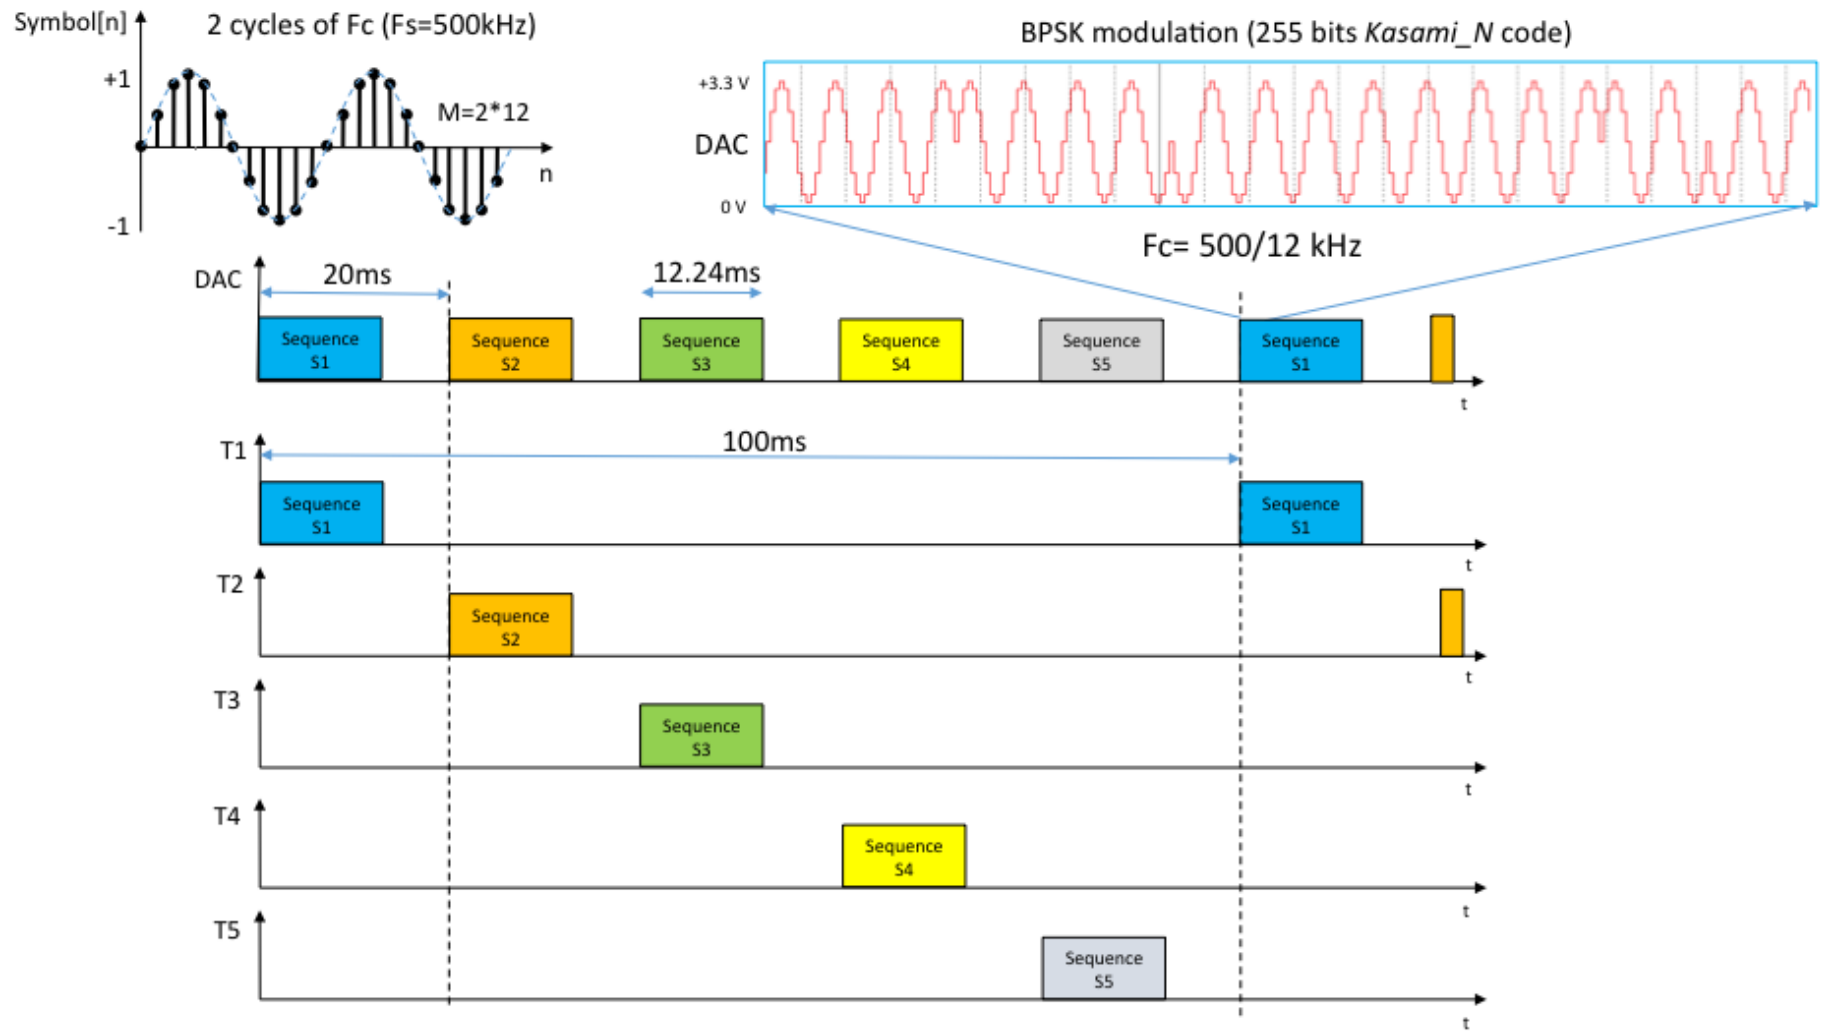 Symbol[n]
2 cycles of Fc (Fs=500kHz)
+1
M=2*12
n
-1
BPSK modulation (255 bits Kasami_N code)
+3.3 V
DAC
0 V
Fc= 500/12 kHz
DAC
20ms
12.24ms
Sequence
S1
Sequence
S2
Sequence
S3
Sequence
S4
Sequence
S5
Sequence
S1
t
T1
100ms
Sequence
S1
Sequence
S1
t
T2
Sequence
S2
t
T3
Sequence
S3
t
T4
Sequence
S4
t
T5
Sequence
S5
t